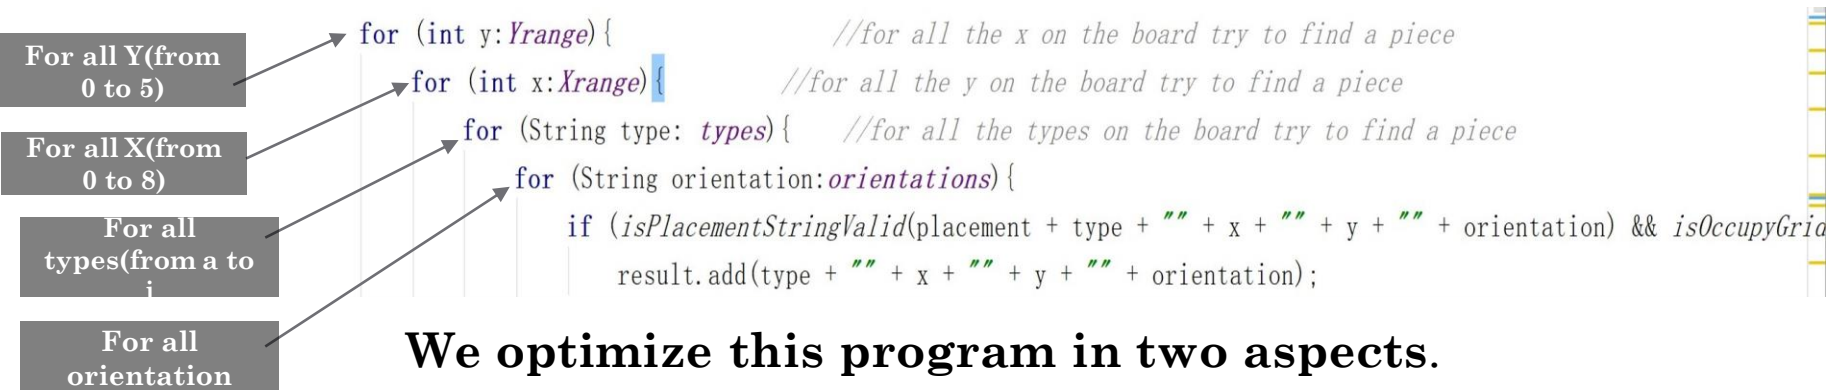 For all Y(from
0 to 5)
For all X(from
0 to 8)
For all
types(from a to
For all
orientation
for (int y:Yrange){ //for all the x on the board try to find a piece
for (int x:Xrange){ //for all the y on the board try to find a piece
for (String type: types){ //for all the types on the board try to find a piece
for (String orientation:orientations){
if (isPlacementStringValid(placement + type + "" + x + "" + y + "" + orientation) && isOccupyGrid
result.add(type + "" + x + "" + y + "" + orientation);
We optimize this program in two aspects.